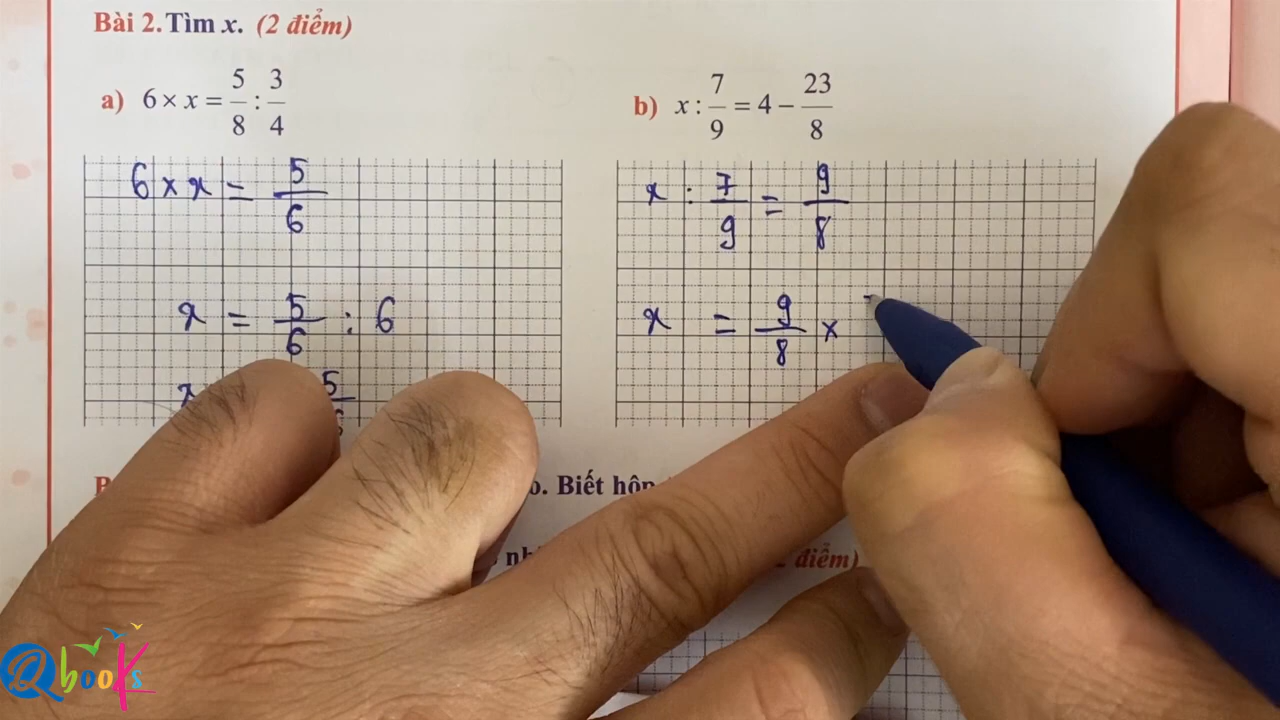 Bài 2. Tìm x. (2 điểm)
a) 6 × x = 5/8 : 3/4
6 × x = 5/6
x = 5/6 : 6
x 5
b) x : 7/9 = 4 - 23/8
x : 7/9 = 9/8
x = 9/8 ×
B
. Biết
điểm)
Qbooks